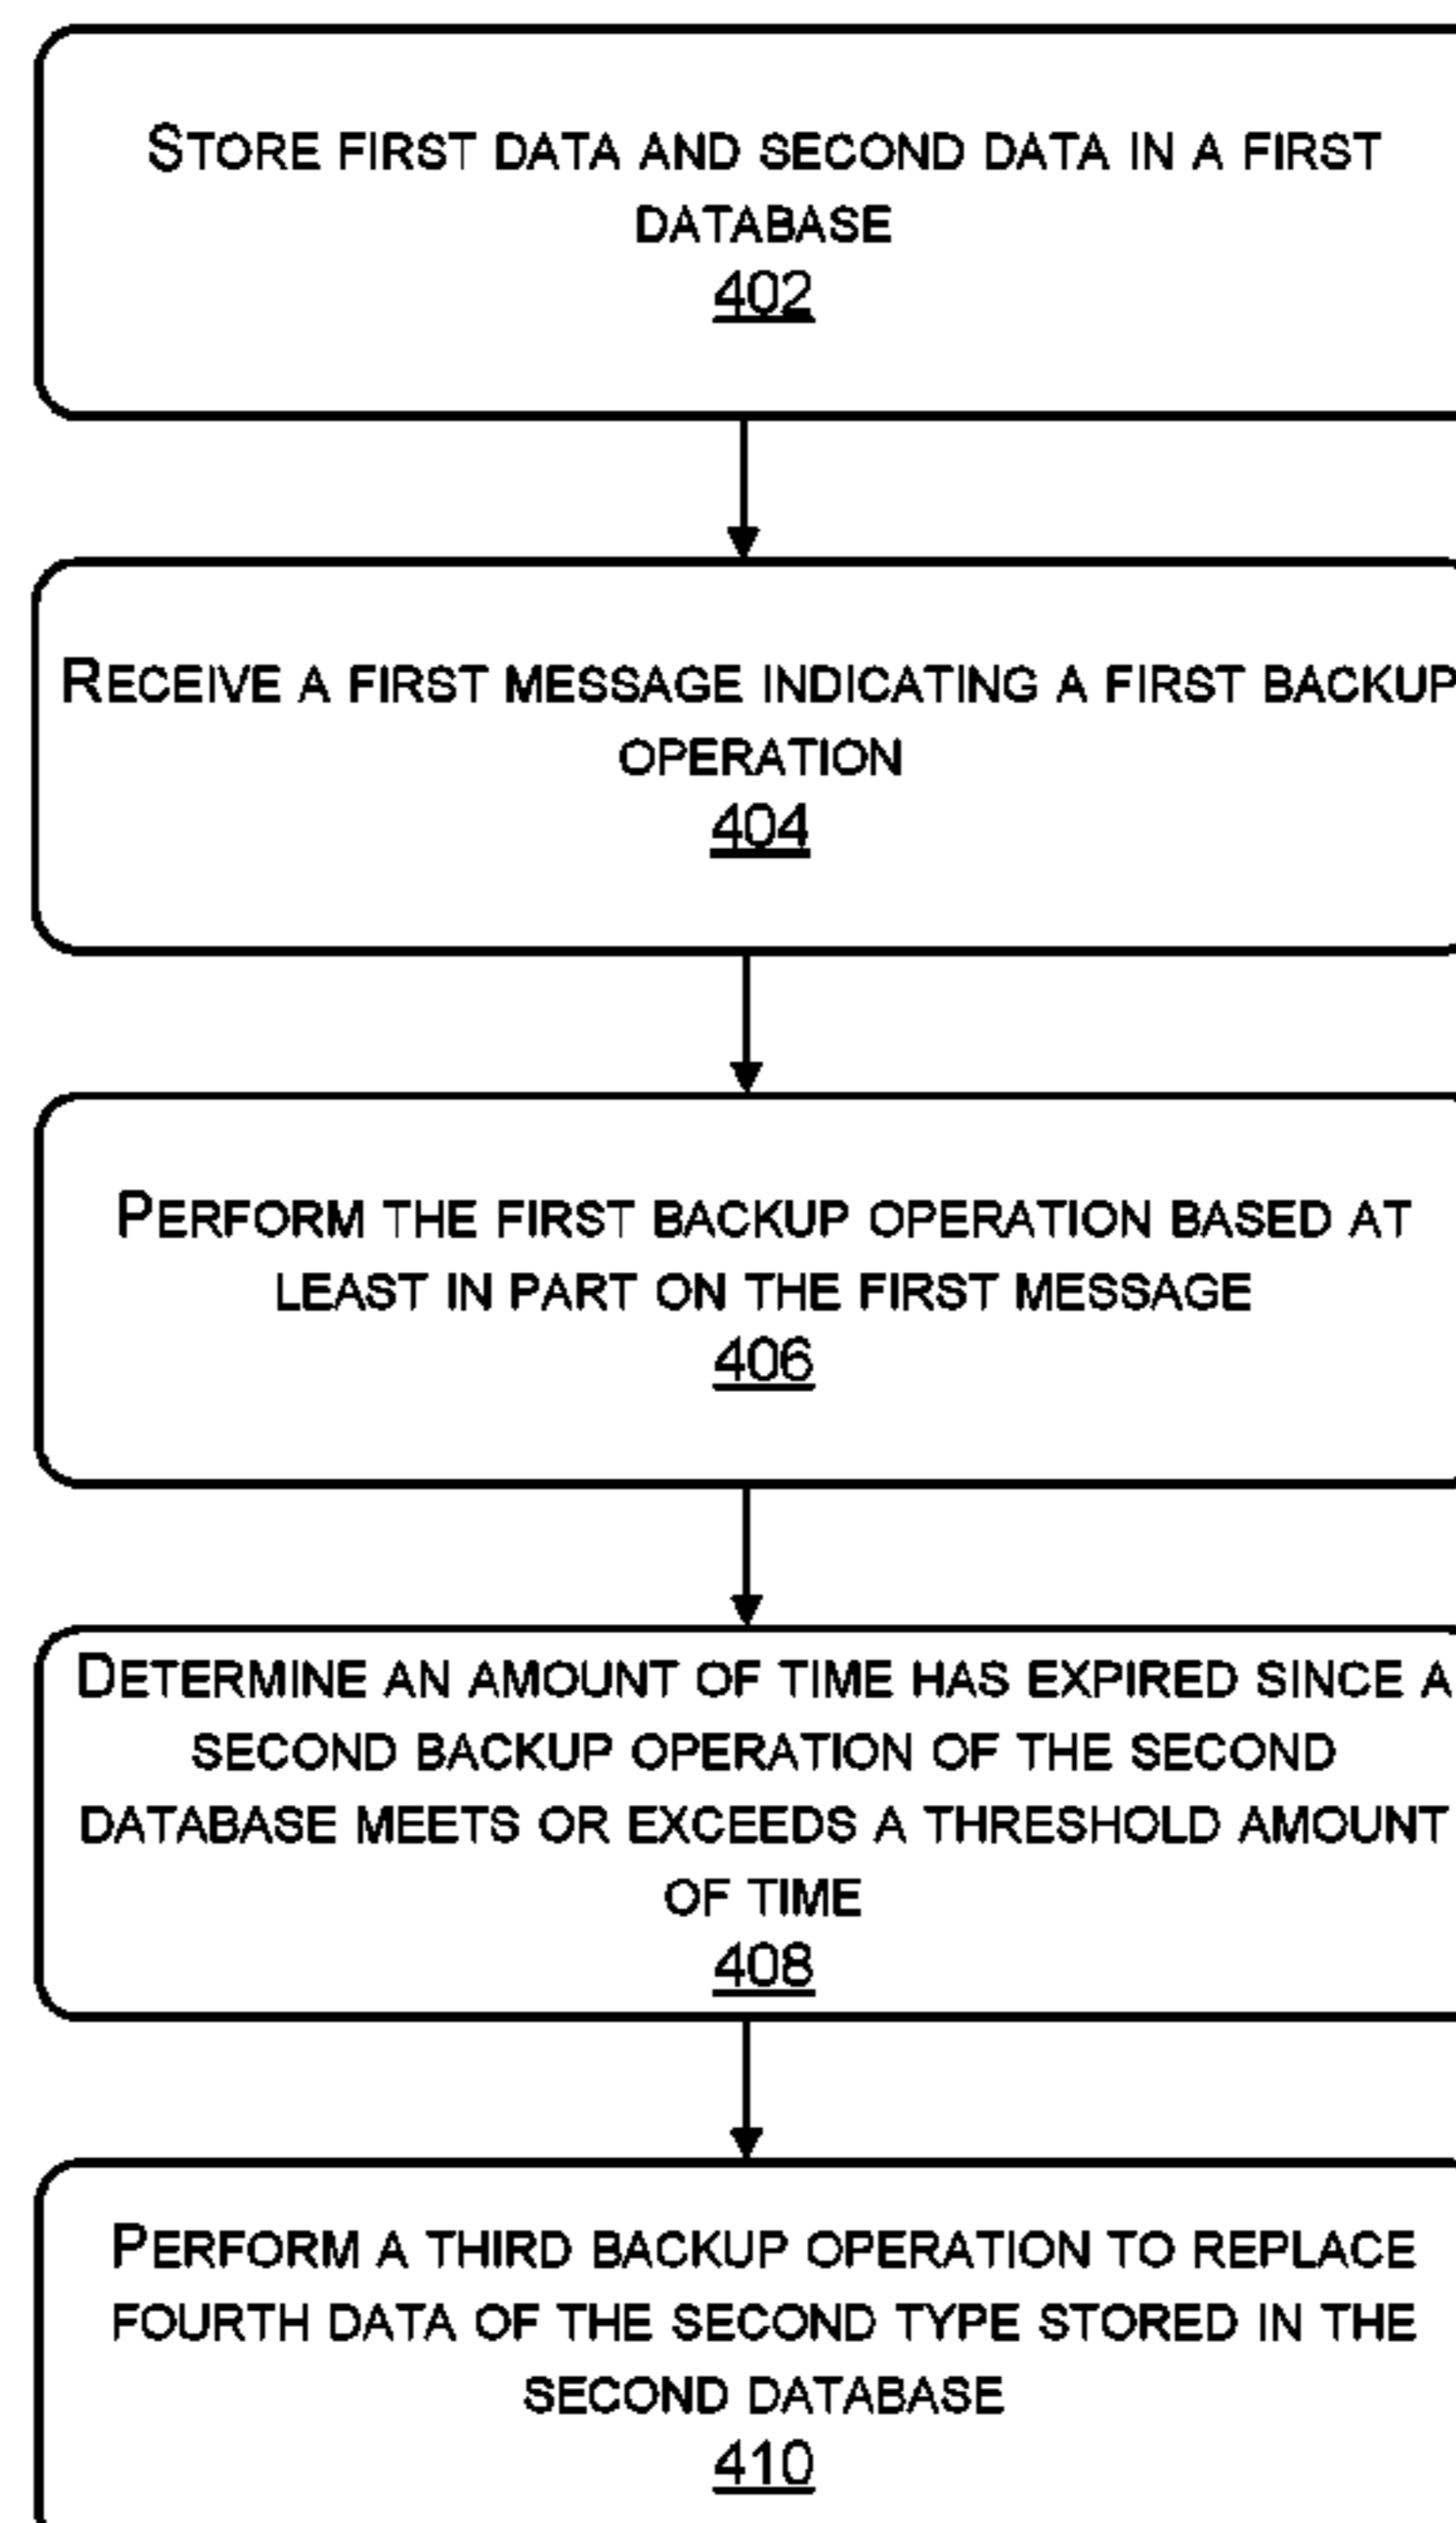 STORE FIRST DATA AND SECOND DATA IN A FIRST
DATABASE
402
RECEIVE A FIRST MESSAGE INDICATING A FIRST BACKUP
OPERATION
404
PERFORM THE FIRST BACKUP OPERATION BASED AT
LEAST IN PART ON THE FIRST MESSAGE
406
DETERMINE AN AMOUNT OF TIME HAS EXPIRED SINCE A
SECOND BACKUP OPERATION OF THE SECOND
DATABASE MEETS OR EXCEEDS A THRESHOLD AMOUNT
OF TIME
408
PERFORM A THIRD BACKUP OPERATION TO REPLACE
FOURTH DATA OF THE SECOND TYPE STORED IN THE
SECOND DATABASE
410